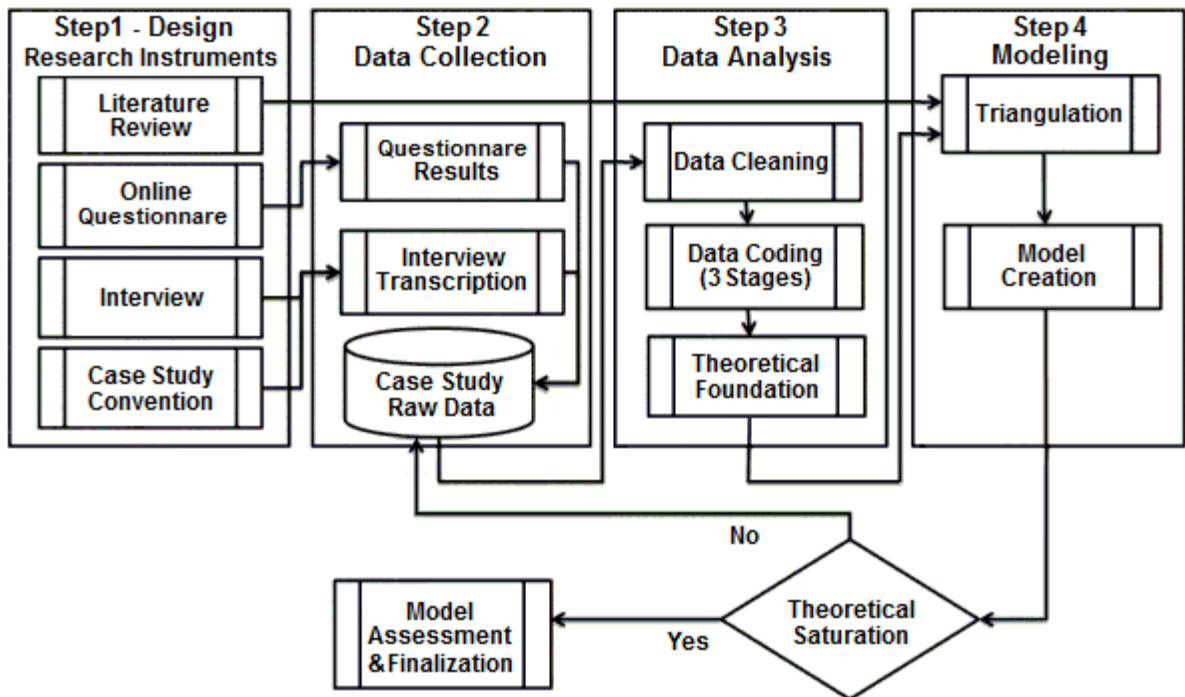 Step1 - Design
Research Instruments
Literature
Review
Online
Questionnare
Interview
Case Study
Convention
Step 2
Data Collection
Questionnare
Results
Interview
Transcription
Case Study
Raw Data
Step 3
Data Analysis
Data Cleaning
Data Coding
(3 Stages)
Theoretical
Foundation
Step 4
Modeling
Triangulation
Model
Creation
No
Theoretical
Saturation
Yes
Model
Assessment
&Finalization